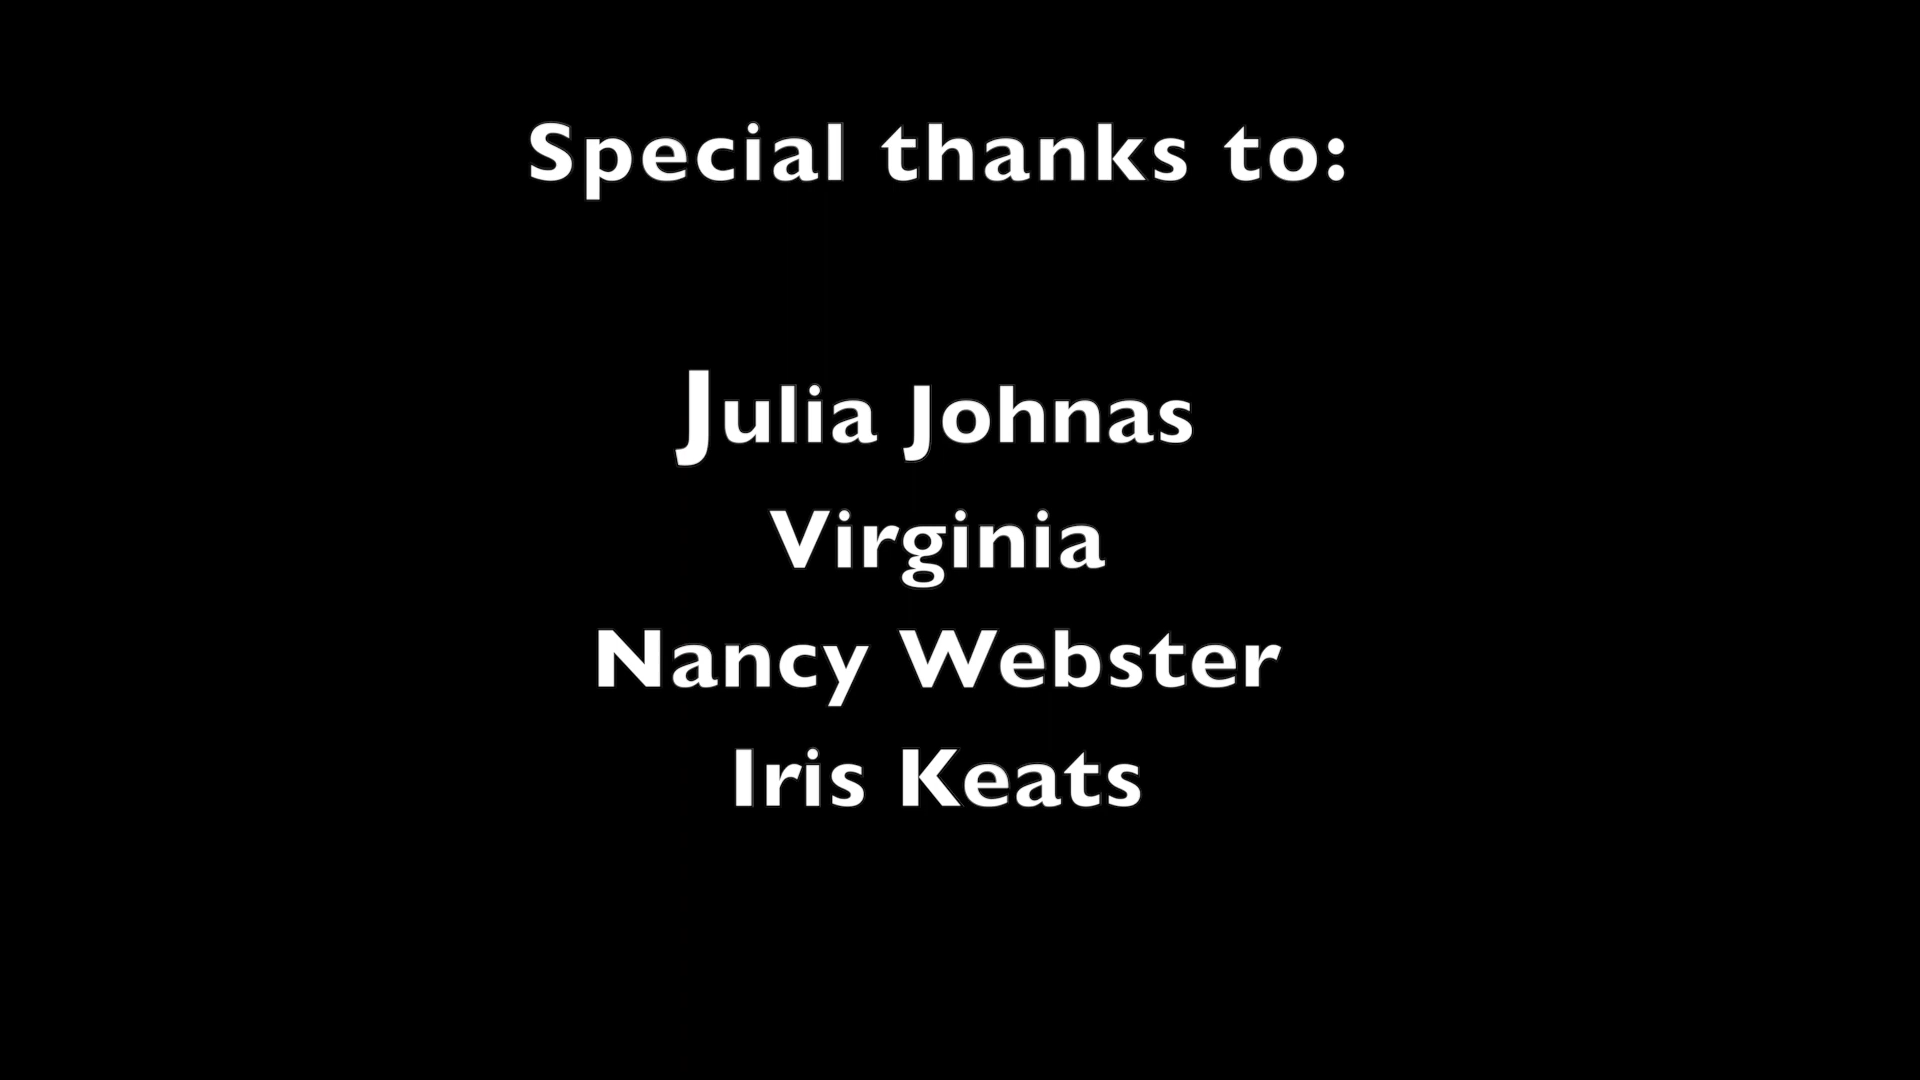 Special thanks to:
Julia Johnas
Virginia
Nancy Webster
Iris Keats